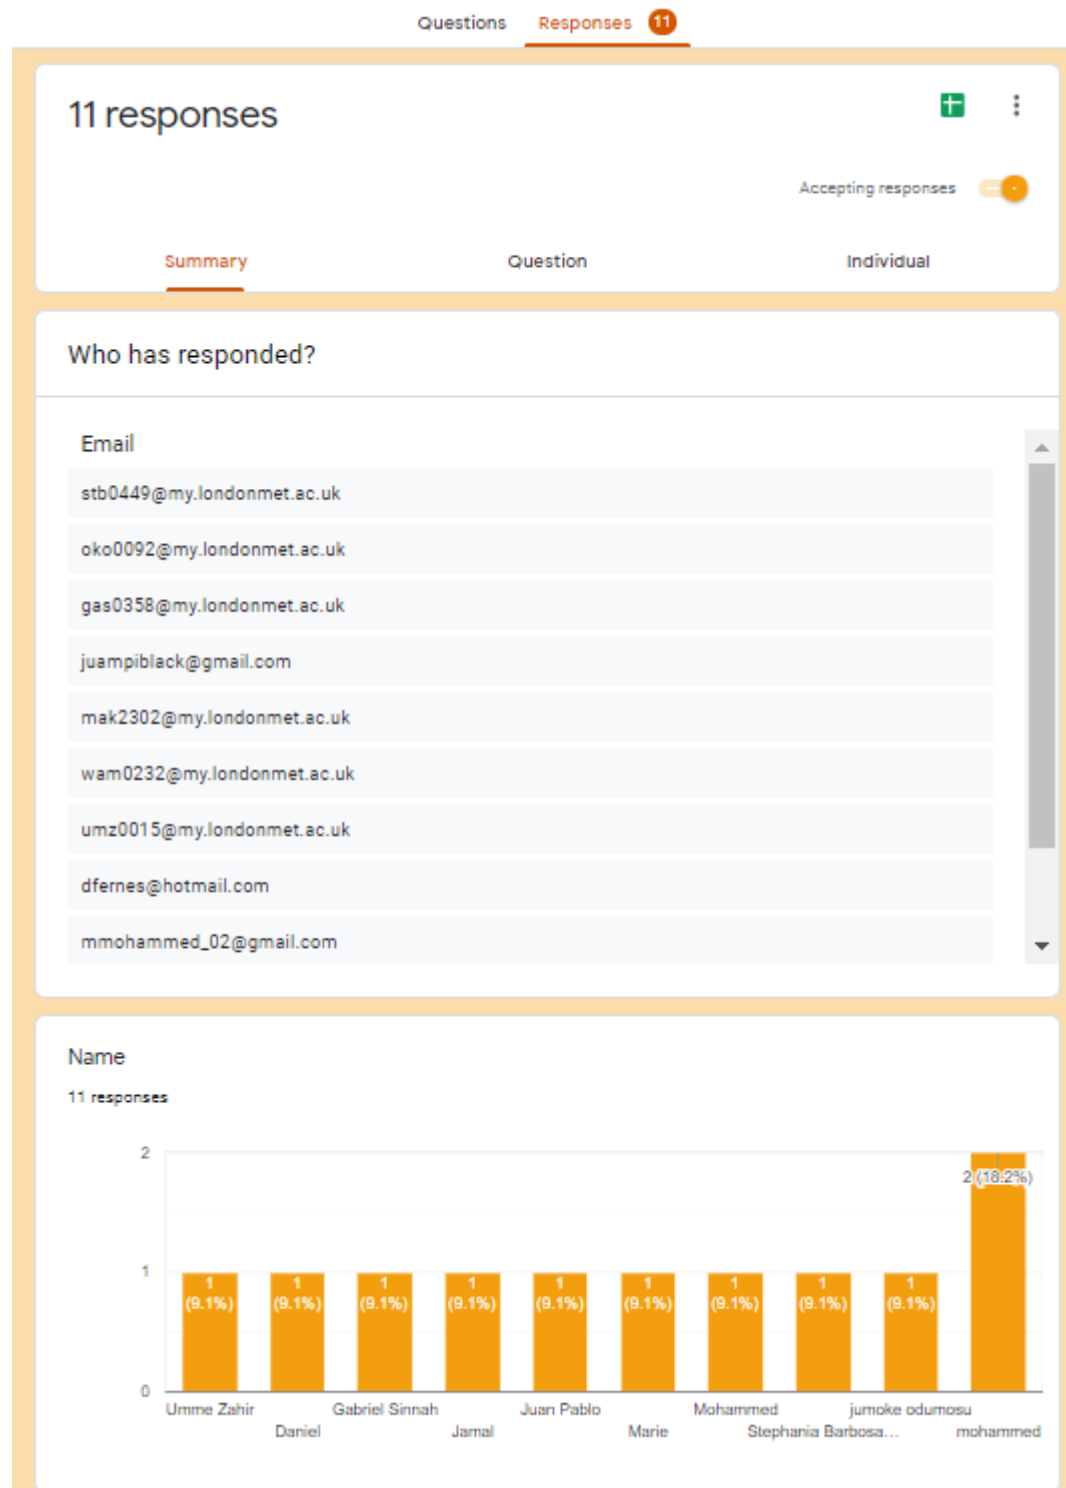 Questions Responses 11
11 responses
Accepting responses
Summary Question Individual
Who has responded?
Email
stb0449@my.londonmet.ac.uk
oko0092@my.londonmet.ac.uk
gas0358@my.londonmet.ac.uk
juampiblack@gmail.com
mak2302@my.londonmet.ac.uk
wam0232@my.londonmet.ac.uk
umz0015@my.londonmet.ac.uk
dfernes@hotmail.com
mmohammed_02@gmail.com
Name
11 responses
2
2 (18.2%)
1
1 1 1 1 1 1 1 1 1
(9.1%) (9.1%) (9.1%) (9.1%) (9.1%) (9.1%) (9.1%) (9.1%) (9.1%)
0
Umme Zahir Gabriel Sinnah Juan Pablo Mohammed jumoke odumosu
Daniel Jamal Marie Stephania Barbosa... mohammed